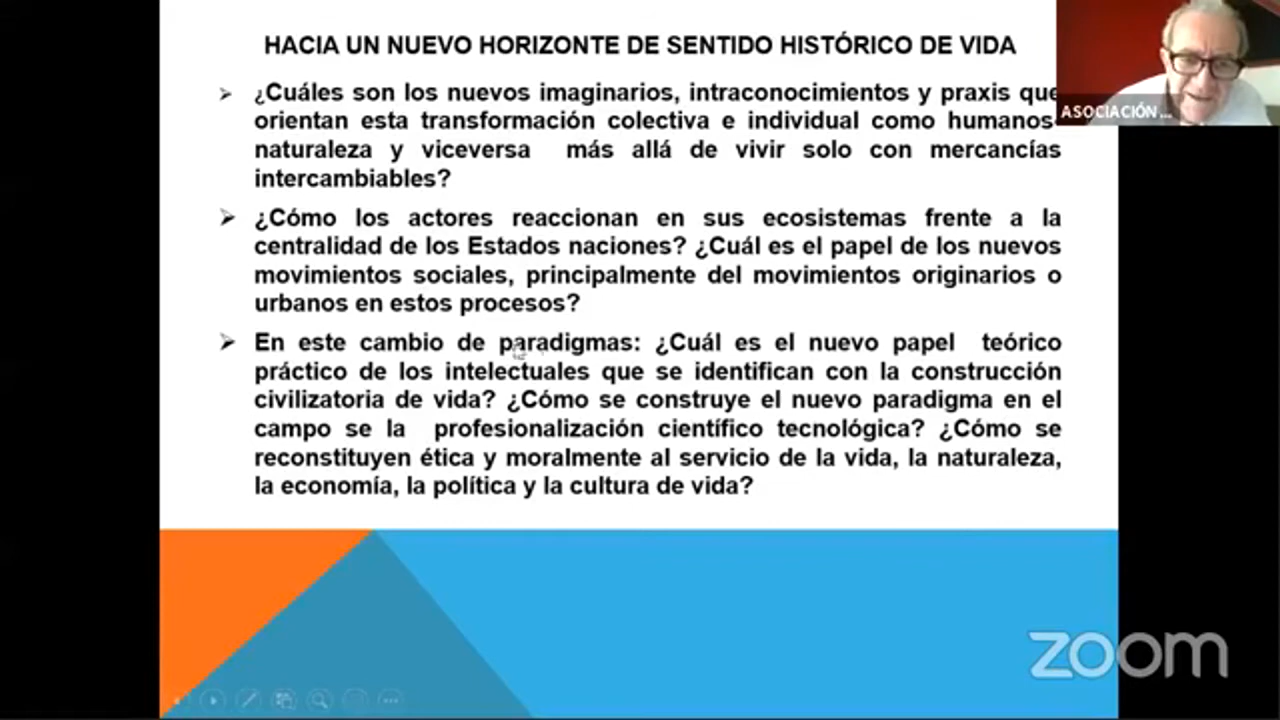 HACIA UN NUEVO HORIZONTE DE SENTIDO HISTÓRICO DE VIDA
¿Cuáles son los nuevos imaginarios, intraconocimientos y praxis que
orientan esta transformación colectiva e individual como humanos-
naturaleza y viceversa más allá de vivir solo con mercancías
intercambiables?
¿Cómo los actores reaccionan en sus ecosistemas frente a la
centralidad de los Estados naciones? ¿Cuál es el papel de los nuevos
movimientos sociales, principalmente del movimientos originarios o
urbanos en estos procesos?
En este cambio de paradigmas: ¿Cuál es el nuevo papel teórico
práctico de los intelectuales que se identifican con la construcción
civilizatoria de vida? ¿Cómo se construye el nuevo paradigma en el
campo se la profesionalización científico tecnológica? ¿Cómo se
reconstituyen ética y moralmente al servicio de la vida, la naturaleza,
la economía, la política y la cultura de vida?
ASOCIACIÓN ...
zoom